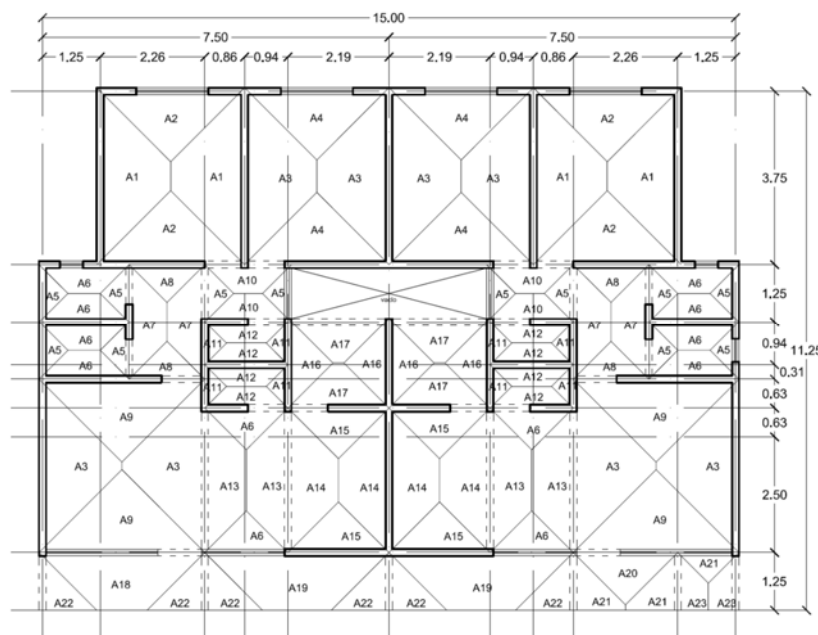 15.00
7.50 7.50
1.25 2.26 0.86 0.94 2.19 2.19 0.94 0.86 2.26 1.25
A2 A4 A4 A2
A1 A1 A3 A3 A3 A3 A1 A1
A2 A4 A4 A2
3.75
A6 A8 A10 A10 A8 A6
A5 A5 A5 A5 A5 A5 A5 A5
A6 A10 vacío A10 A6
1.25
A7 A7 A7 A7
A6 A12 A17 A17 A12 A6
A5 A5 A11 A11 A16 A16 A16 A16 A11 A11 A5 A5
A6 A8 A12 A12 A8 A6
0.94
11.25
A12 A17 A17 A12
A11 A11 A11 A11
A12 A12
0.31
0.63
A9 A6 A15 A15 A6 A9
0.63
A3 A3 A13 A13 A14 A14 A14 A14 A13 A13 A3 A3
A9 A6 A15 A15 A6 A9
2.50
A18 A19 A19 A20 A21
A22 A22 A22 A22 A22 A22 A21 A21 A23 A23
1.25